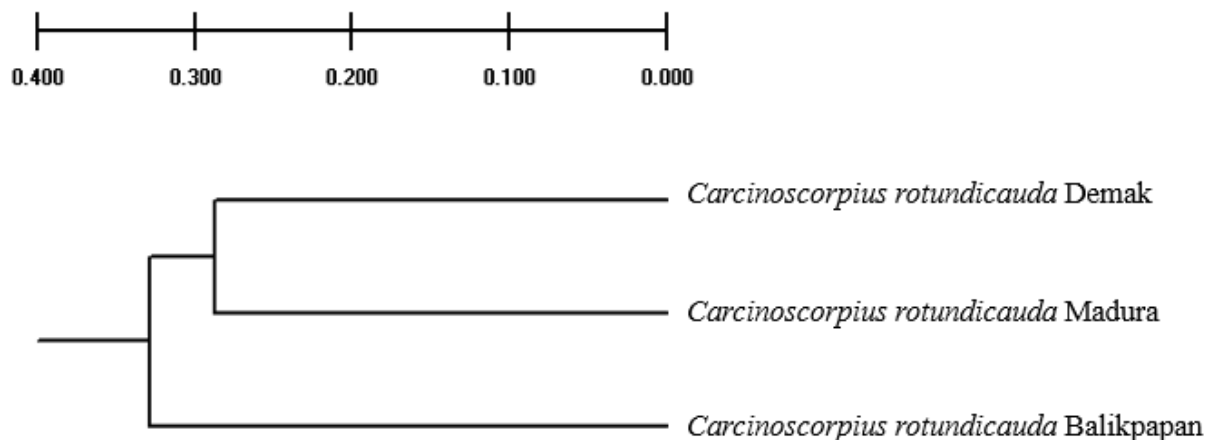 0.400 0.300 0.200 0.100 0.000
Carcinoscorpius rotundicauda Demak
Carcinoscorpius rotundicauda Madura
Carcinoscorpius rotundicauda Balikpapan